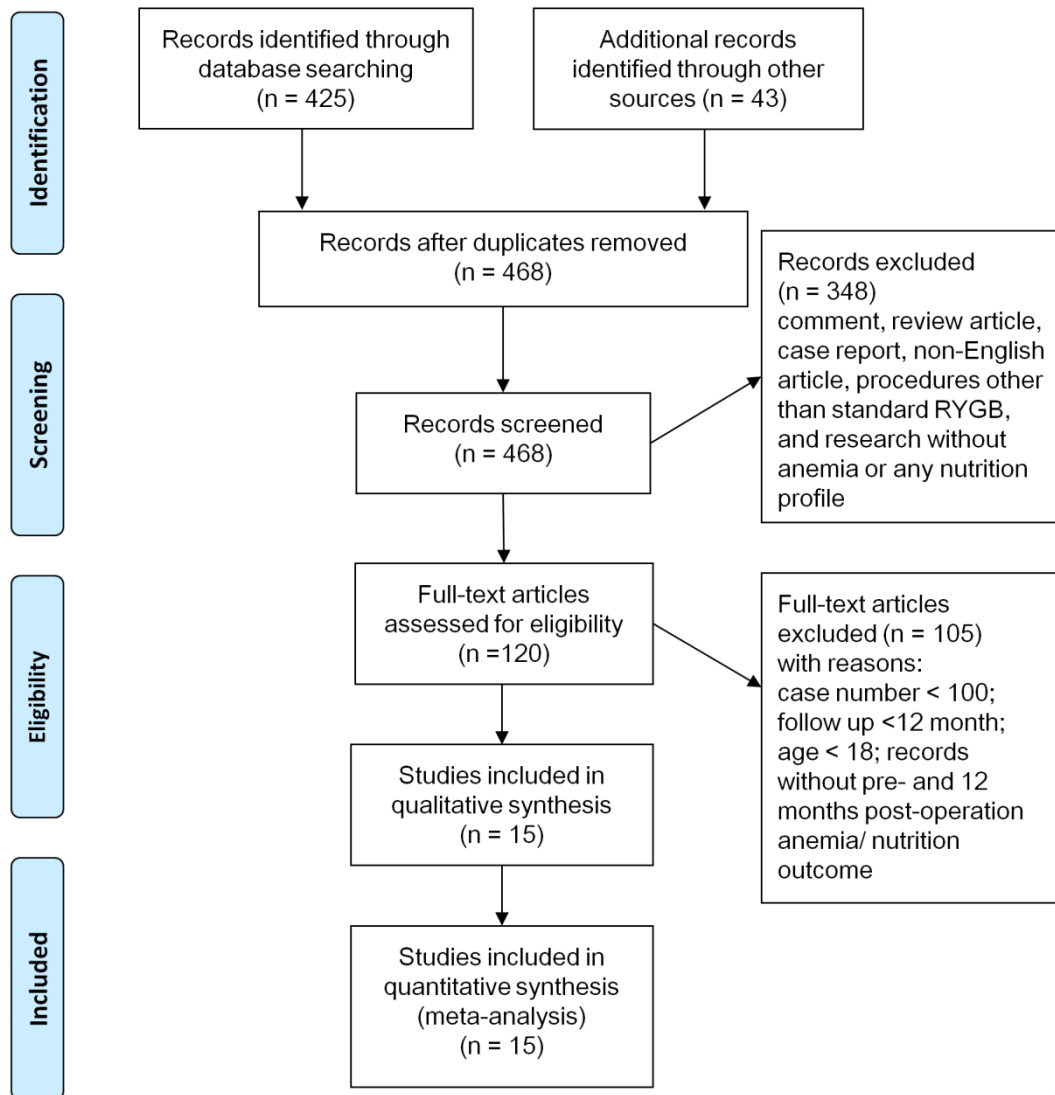 Identification
Records identified through
database searching
(n = 425)
Additional records
identified through other
sources (n = 43)
Records after duplicates removed
(n = 468)
Screening
Records screened
(n = 468)
Records excluded
(n = 348)
comment, review article,
case report, non-English
article, procedures other
than standard RYGB,
and research without
anemia or any nutrition
profile
Eligibility
Full-text articles
assessed for eligibility
(n =120)
Full-text articles
excluded (n = 105)
with reasons:
case number < 100;
follow up <12 month;
age < 18; records
without pre- and 12
months post-operation
anemia/ nutrition
outcome
Studies included in
qualitative synthesis
(n = 15)
Included
Studies included in
quantitative synthesis
(meta-analysis)
(n = 15)